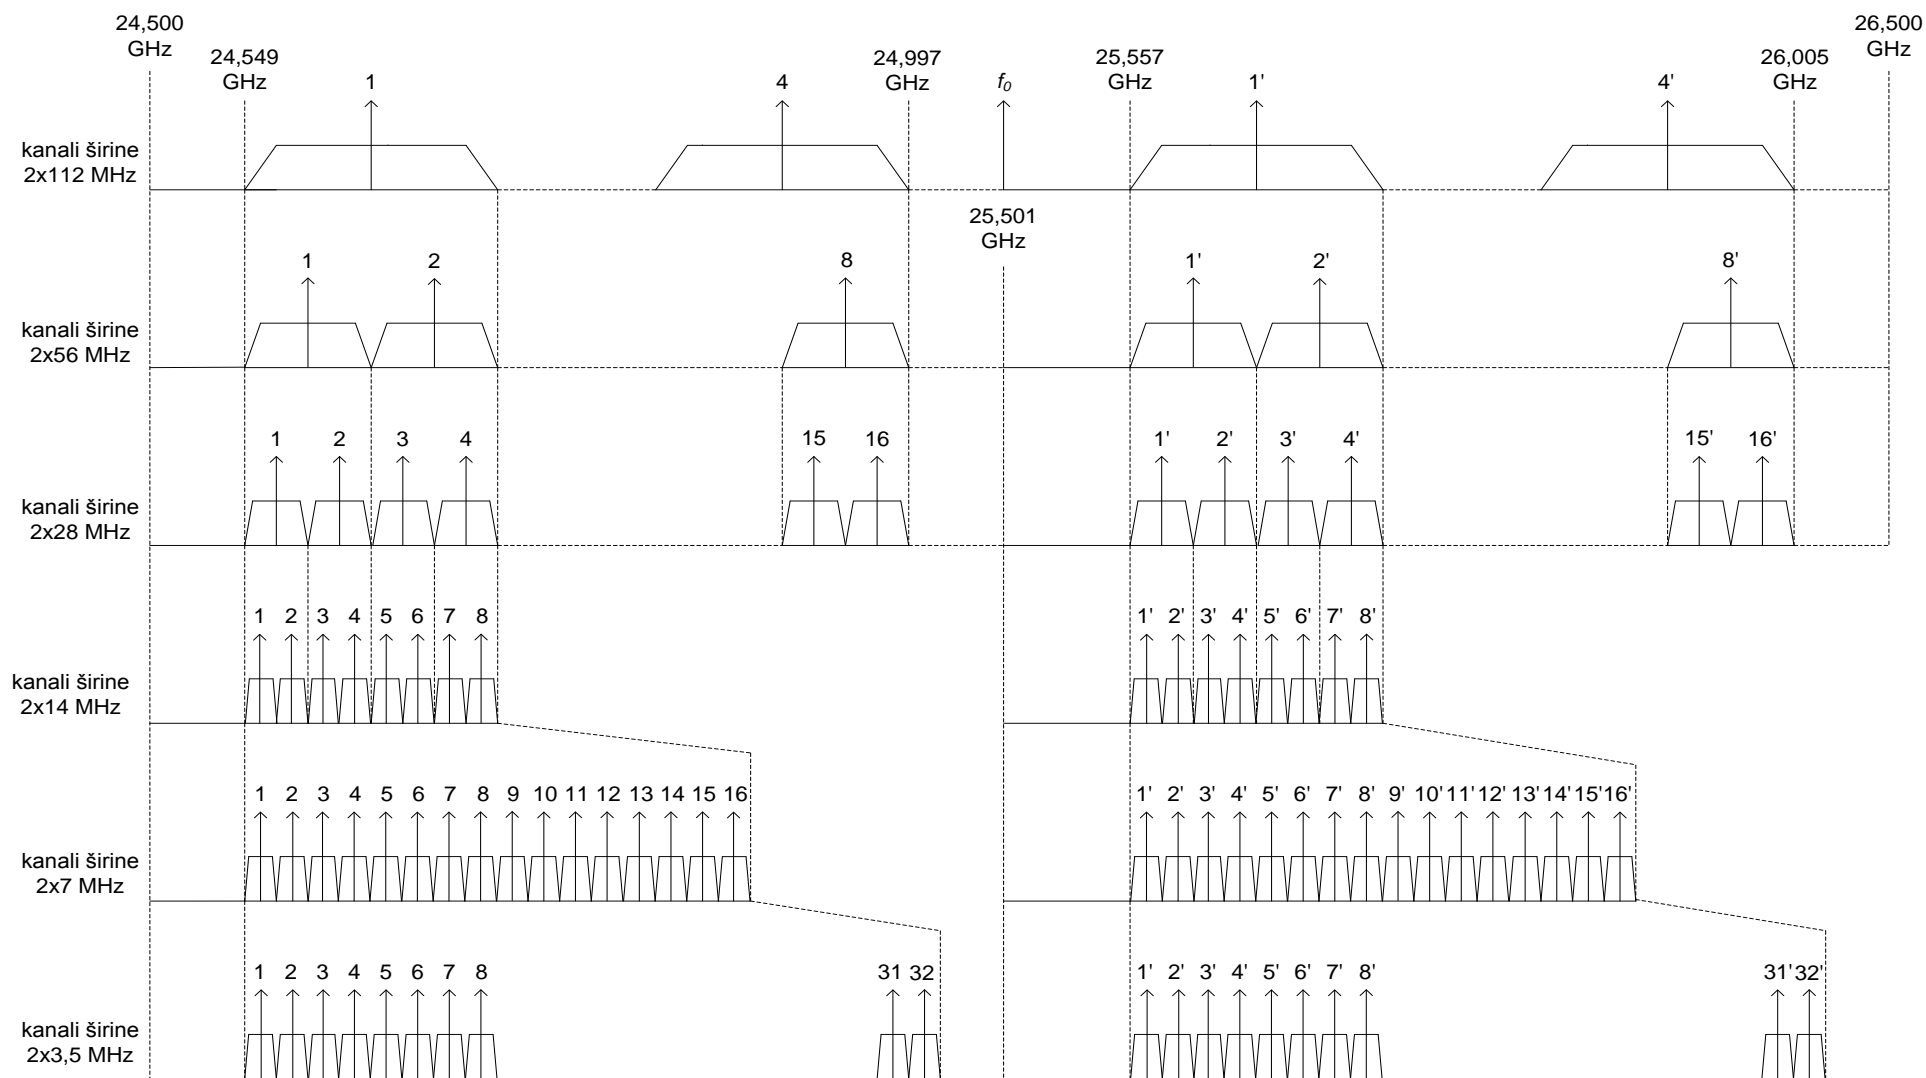 24,500
GHz
26,500
GHz
24,549
GHz
1
4
24,997
GHz
f0
25,557
GHz
1'
4'
26,005
GHz
kanali širine
2x112 MHz
25,501
GHz
1 2 8 1' 2' 8'
kanali širine
2x56 MHz
1 2 3 4 15 16 1' 2' 3' 4' 15' 16'
kanali širine
2x28 MHz
1 2 3 4 5 6 7 8 1' 2' 3' 4' 5' 6' 7' 8'
kanali širine
2x14 MHz
1 2 3 4 5 6 7 8 9 10 11 12 13 14 15 16 1' 2' 3' 4' 5' 6' 7' 8' 9' 10' 11' 12' 13' 14' 15' 16'
kanali širine
2x7 MHz
1 2 3 4 5 6 7 8 31 32 1' 2' 3' 4' 5' 6' 7' 8' 31' 32'
kanali širine
2x3,5 MHz